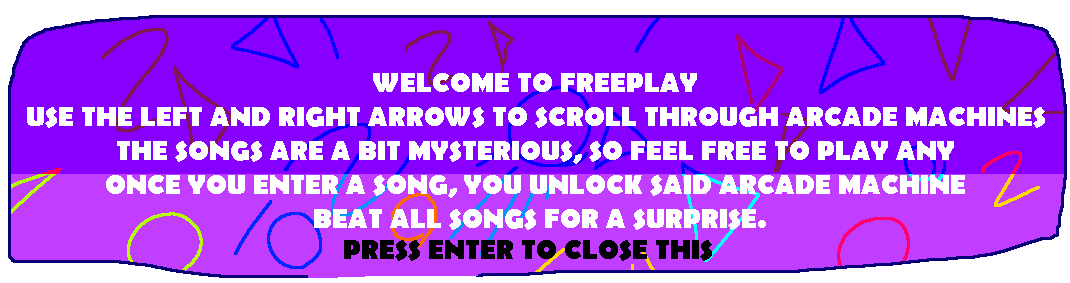 WELCOME TO FREEPLAY
USE THE LEFT AND RIGHT ARROWS TO SCROLL THROUGH ARCADE MACHINES
THE SONGS ARE A BIT MYSTERIOUS, SO FEEL FREE TO PLAY ANY
ONCE YOU ENTER A SONG, YOU UNLOCK SAID ARCADE MACHINE
BEAT ALL SONGS FOR A SURPRISE.
PRESS ENTER TO CLOSE THIS